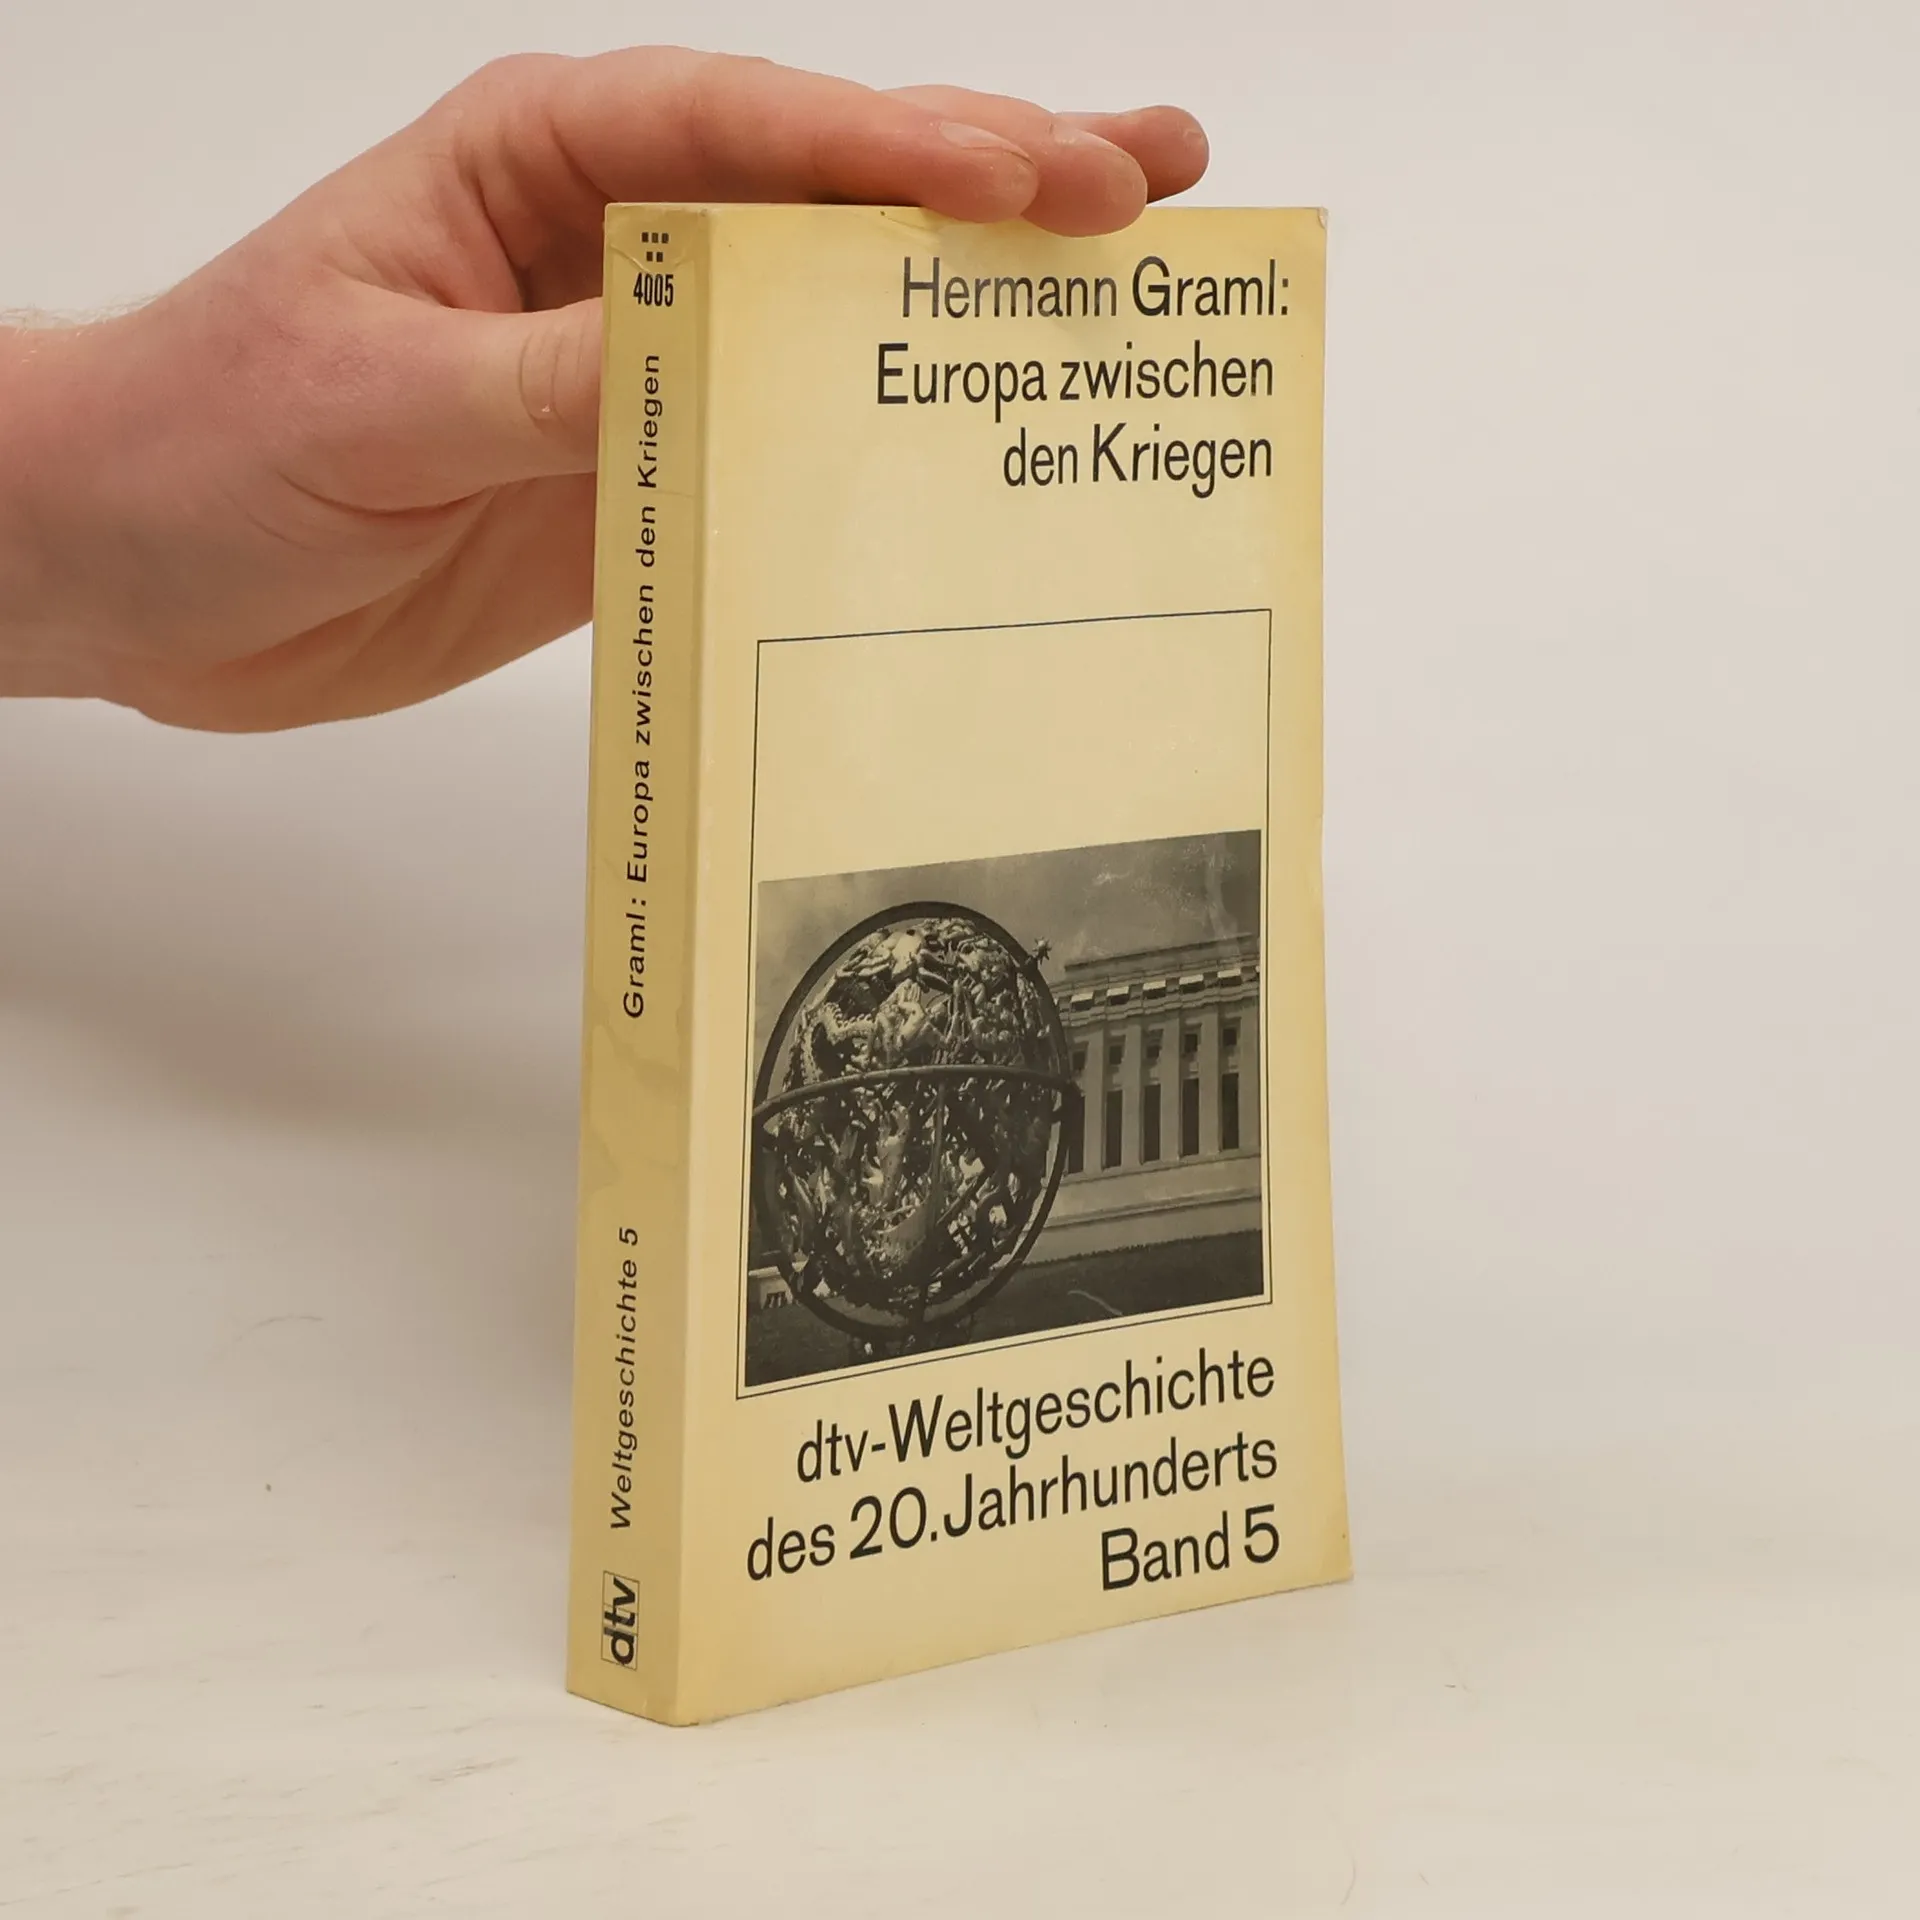 Hermann Graml:
Europa zwischen
den Kriegen
dtv-Weltgeschichte
des 20. Jahrhunderts
Band 5
4005
Graml: Europa zwischen den Kriegen
Weltgeschichte 5
dtv